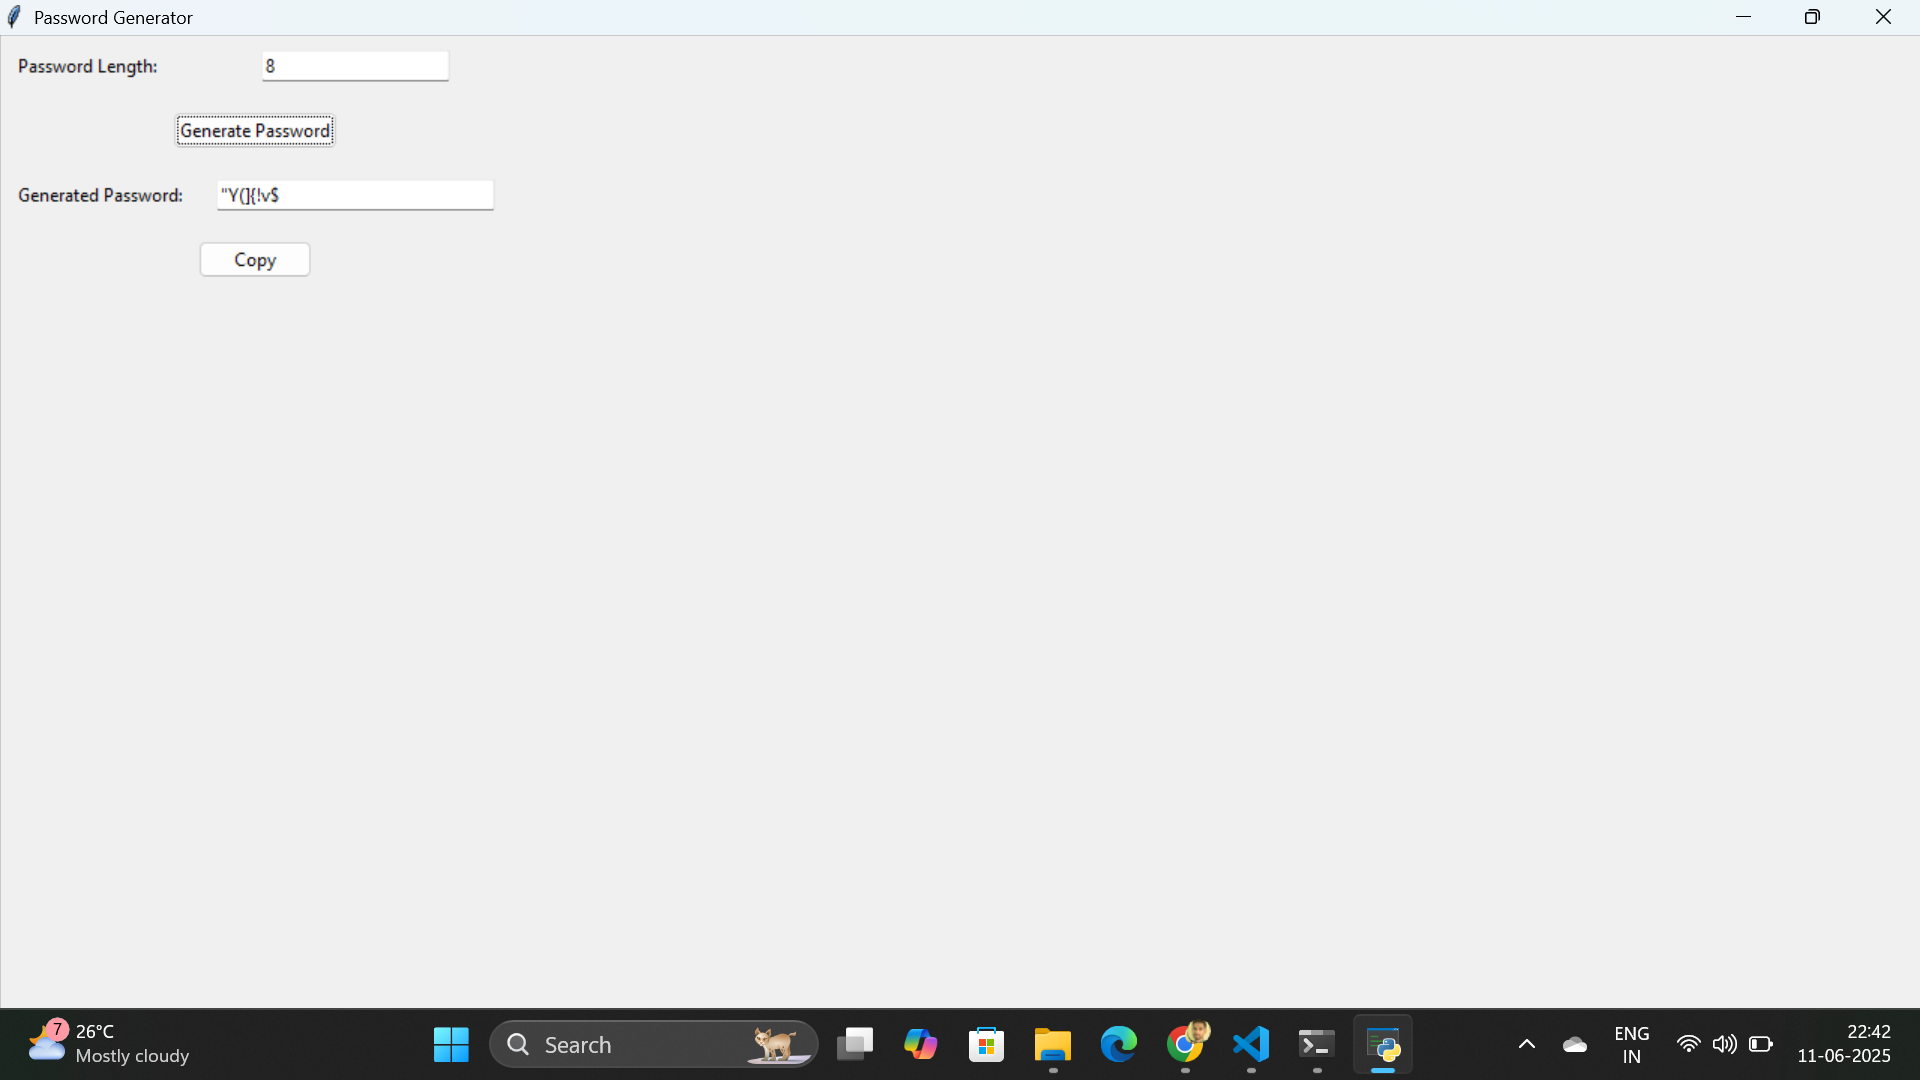 Password Generator
Password Length: 8
Generate Password
Generated Password: "Y(]{!v$
Copy
7
26°C
Mostly cloudy
Search
ENG
IN
22:42
11-06-2025